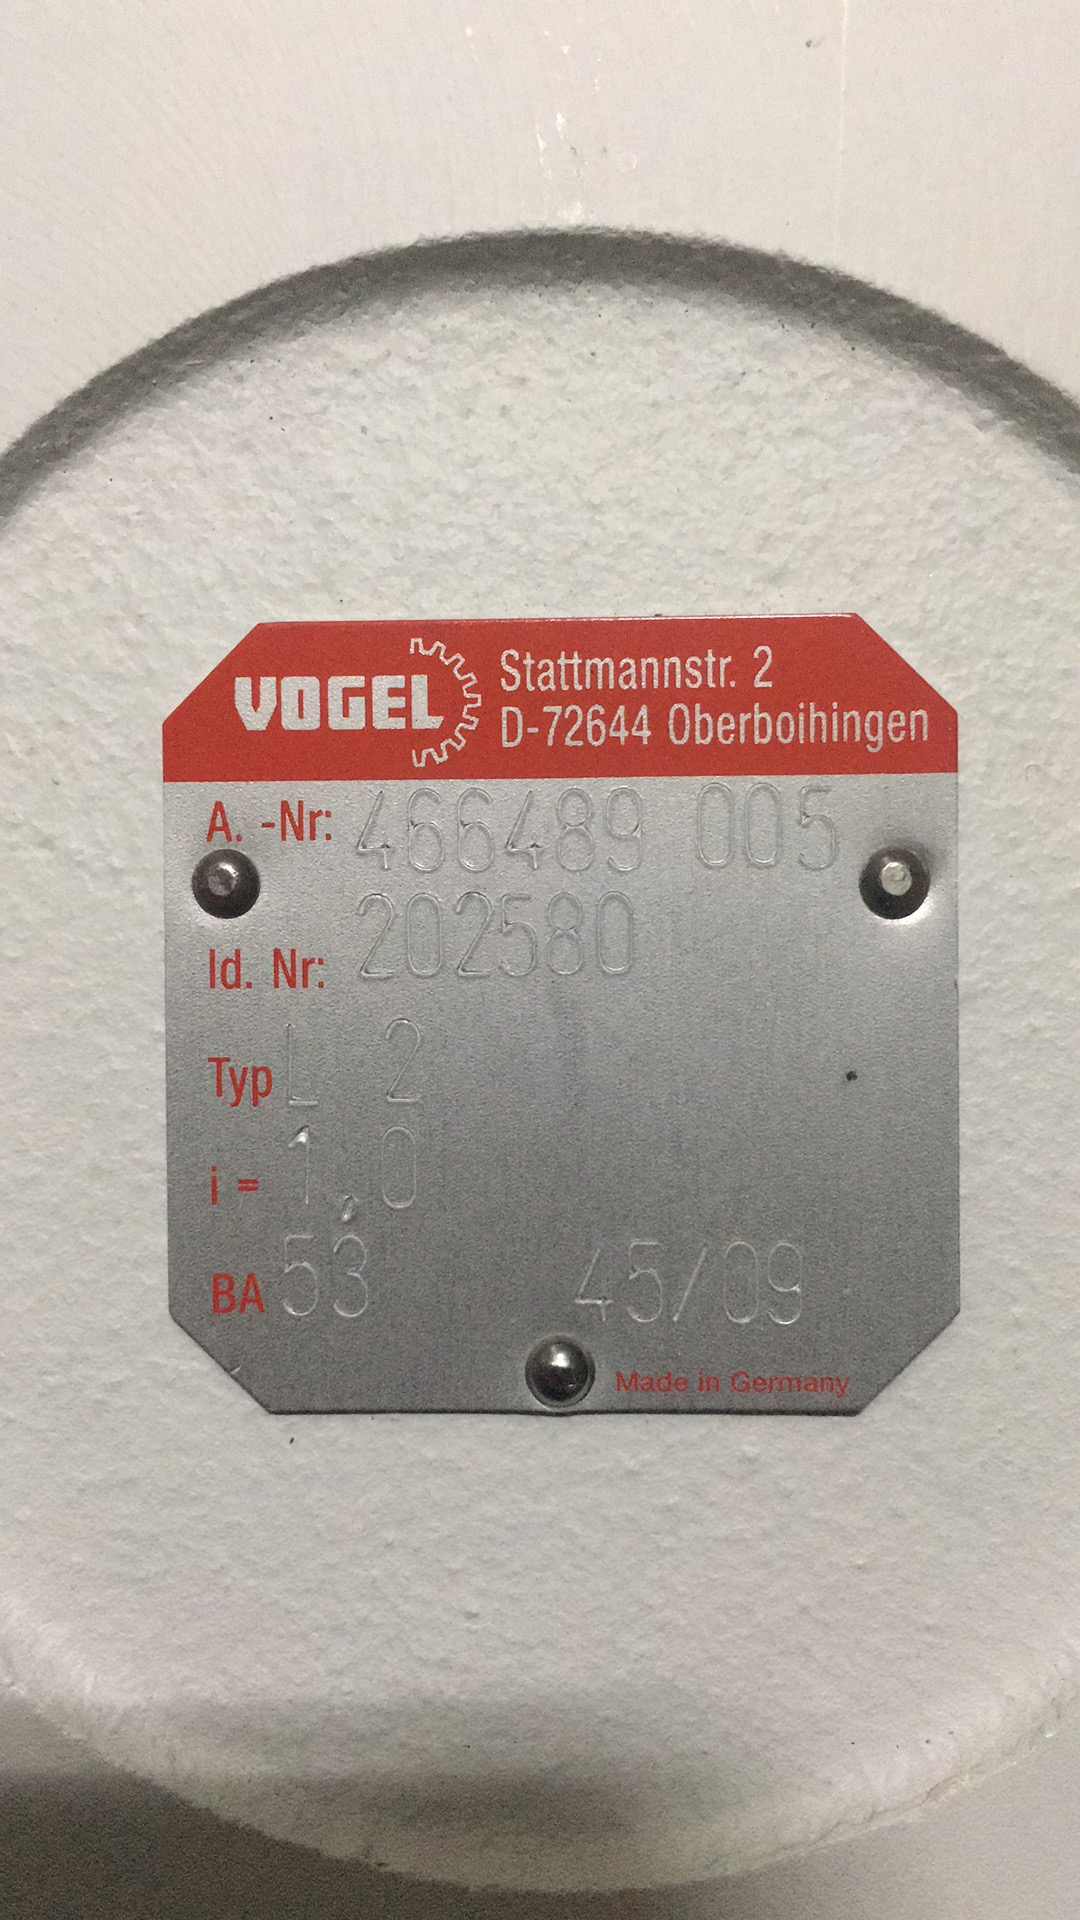 VOGEL
Stattmannstr. 2
D-72644 Oberboihingen
A. -Nr: 466489 005
Id. Nr: 202580
Typ L 2
i = 1,0
BA 53 45/09
Made in Germany